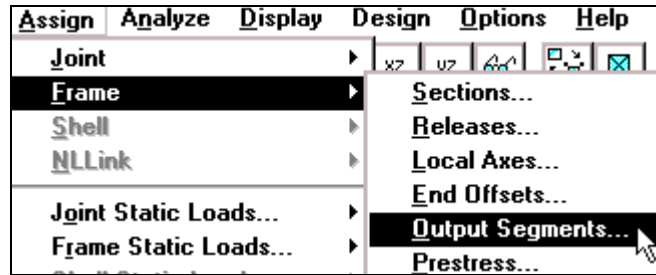 Assign Analyze Display Design Options Help
Joint
xz
Frame
Sections...
Shell
Releases...
NLLink
Local Axes...
End Offsets...
Joint Static Loads...
Output Segments...
Frame Static Loads...
Prestress...